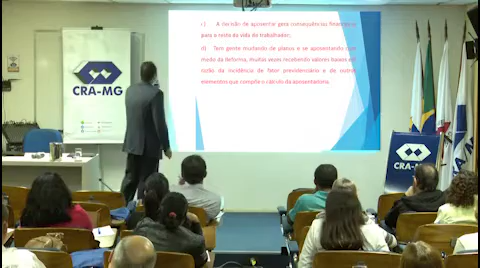 c) A decisão de aposentar gera consequências financeiras
para o resto da vida do trabalhador;
d) Tem gente mudando de planos e se aposentando com
medo da Reforma, muitas vezes recebendo valores baixos em
razão da incidência do fator previdenciário e de outros
elementos que compõe o cálculo da aposentadoria.
CRA-MG
CRA-MG